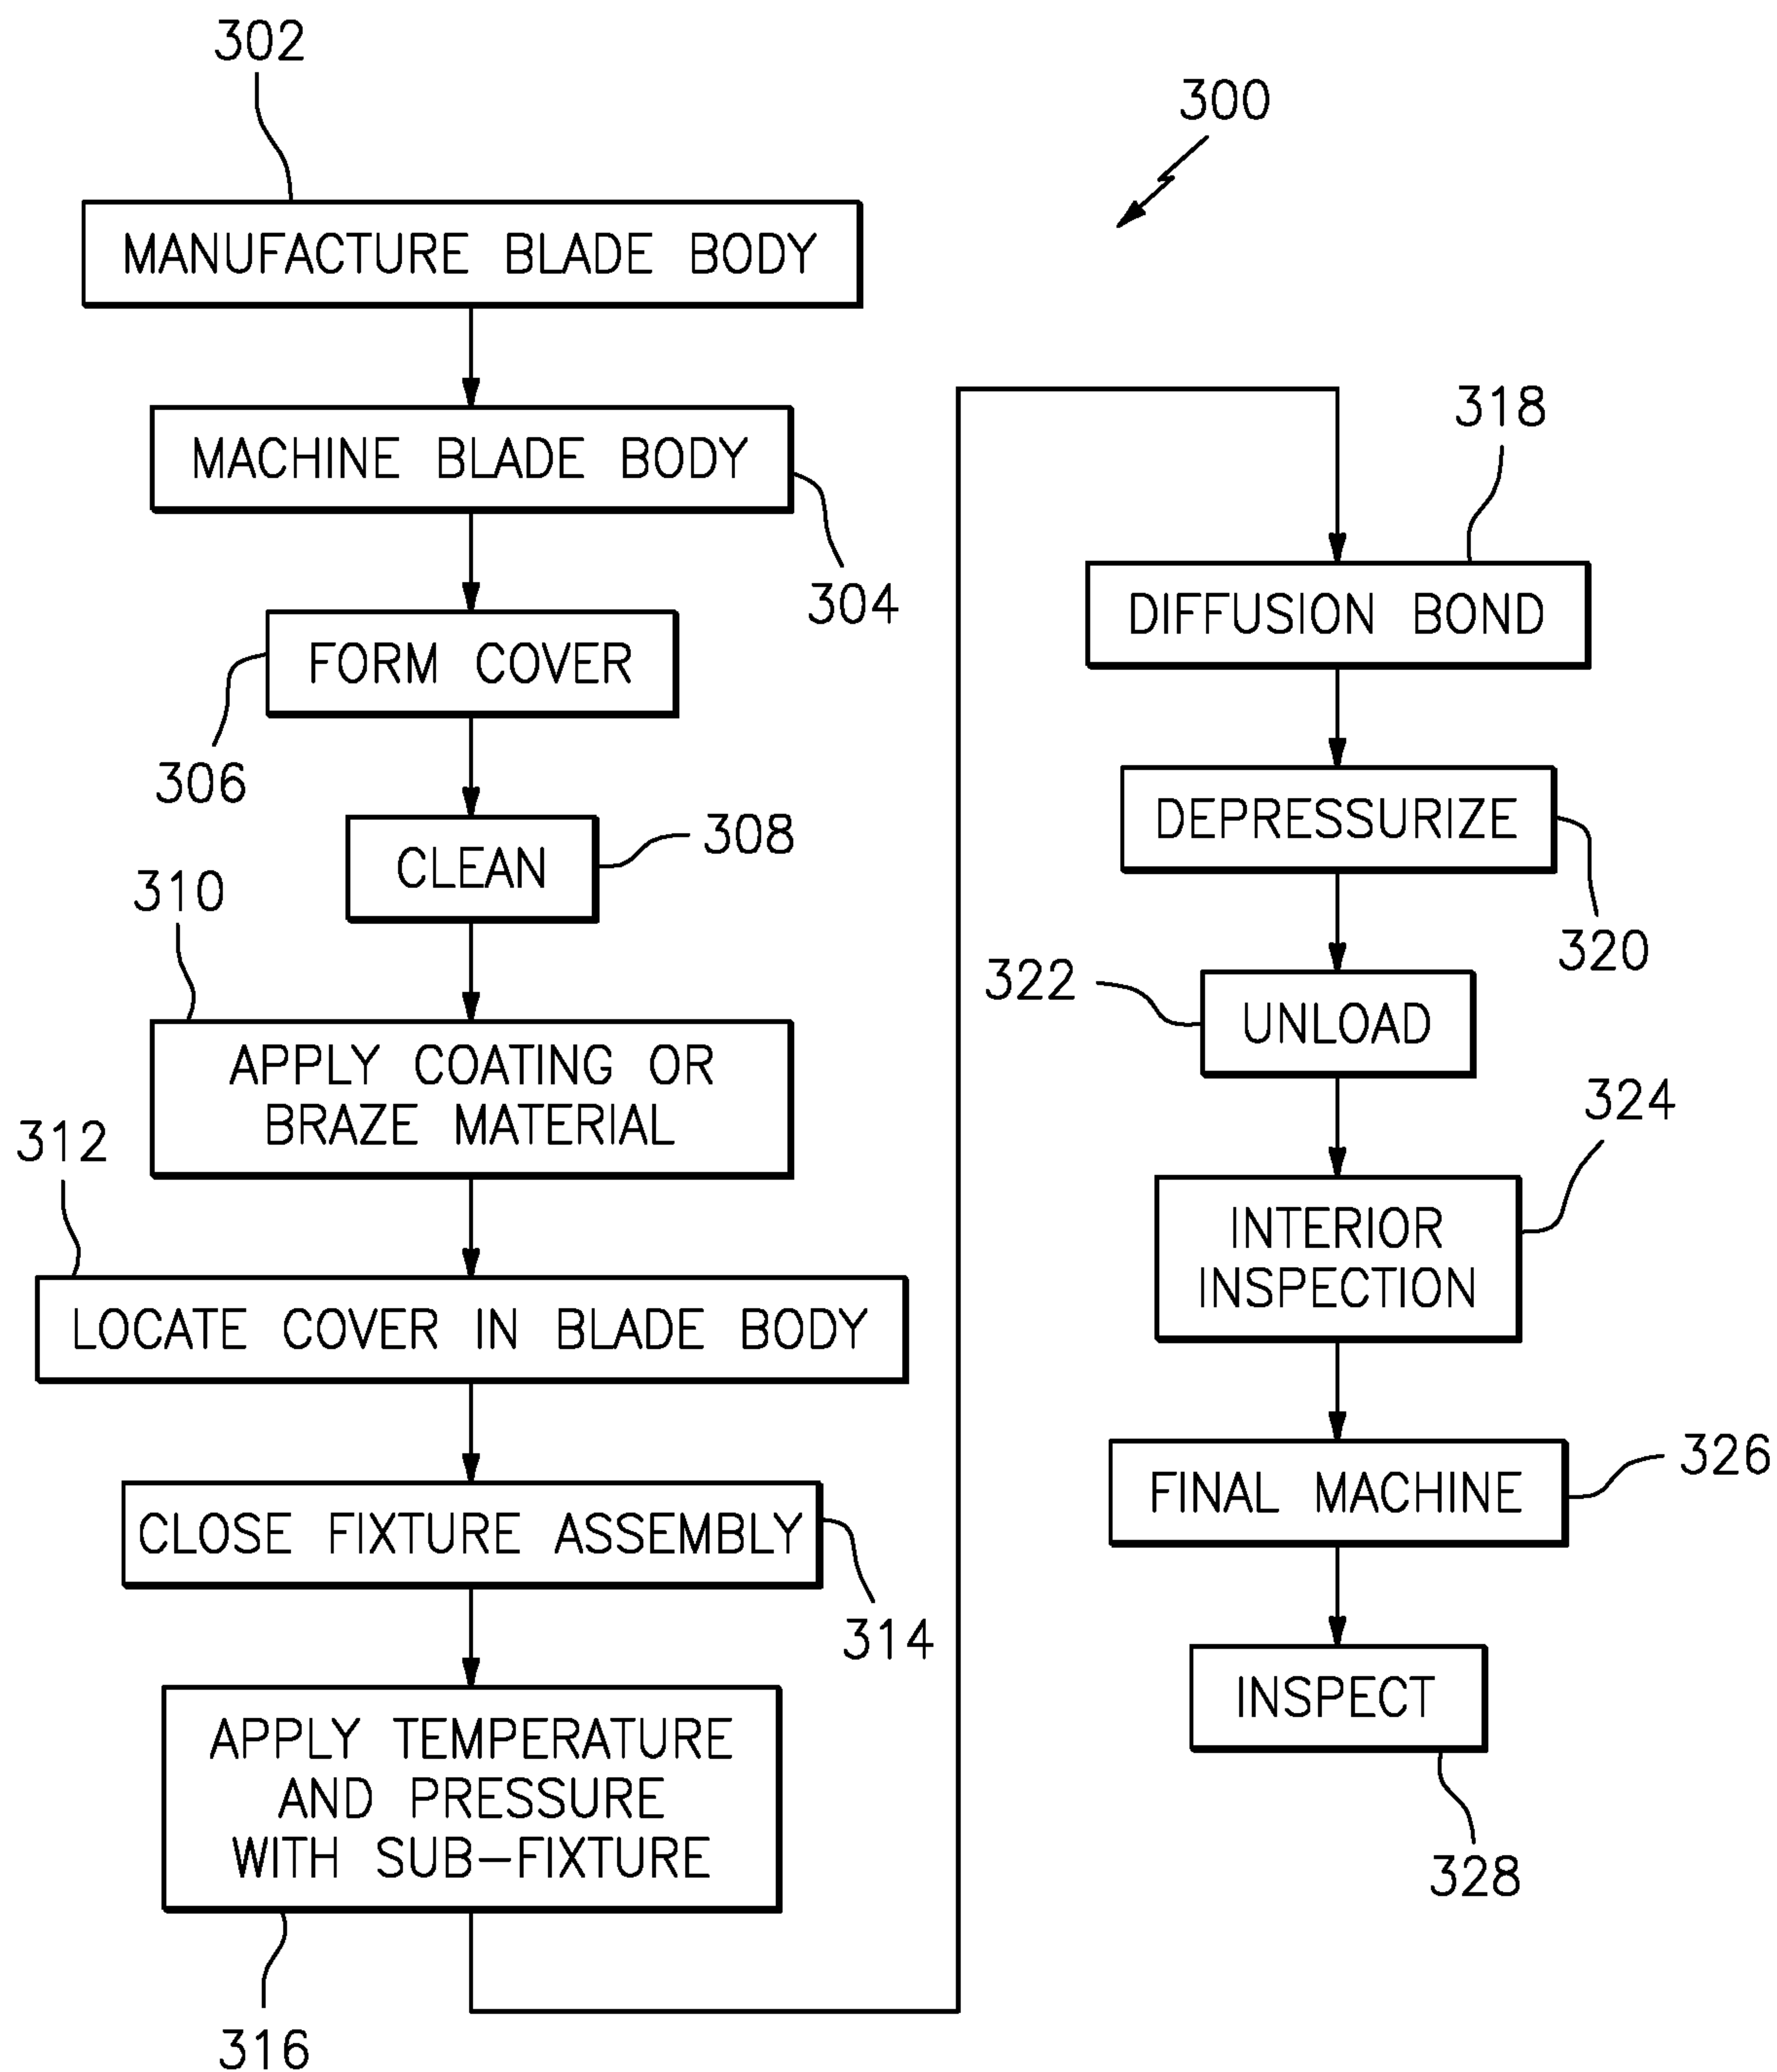 302
300
MANUFACTURE BLADE BODY
MACHINE BLADE BODY
304
FORM COVER
306
CLEAN
308
310
APPLY COATING OR
BRAZE MATERIAL
312
LOCATE COVER IN BLADE BODY
CLOSE FIXTURE ASSEMBLY
314
APPLY TEMPERATURE
AND PRESSURE
WITH SUB-FIXTURE
316
318
DIFFUSION BOND
DEPRESSURIZE
320
322
UNLOAD
324
INTERIOR
INSPECTION
326
FINAL MACHINE
INSPECT
328